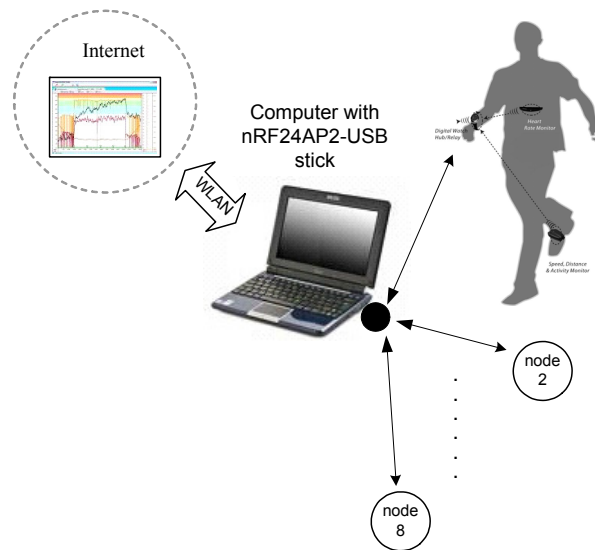 Internet
Computer with
nRF24AP2-USB
stick
WLAN
Digital Watch
Hub/Relay
Heart
Rate Monitor
Speed, Distance
& Activity Monitor
node
2
node
8